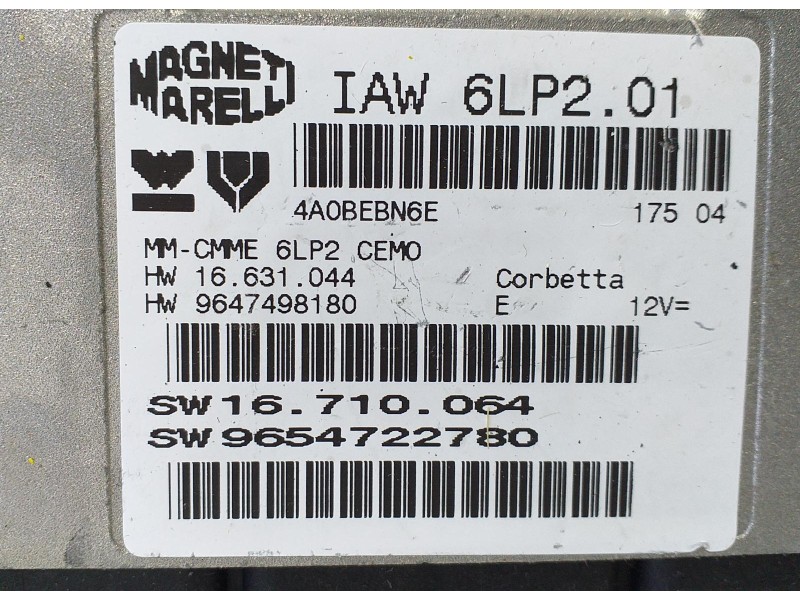 MAGNETI
MARELLI
IAW 6LP2.01
4A0BEBN6E 175 04
MM-CMME 6LP2 CEMO
HW 16.631.044 Corbetta
HW 9647498180 E 12V=
SW16.710.064
SW9654722780